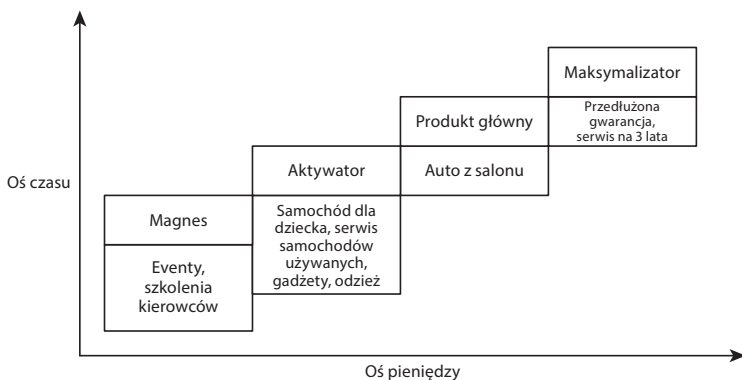 Oś czasu
Magnes
Eventy,
szkolenia
kierowców
Aktywator
Samochód dla
dziecka, serwis
samochodów
używanych,
gadżety, odzież
Produkt główny
Auto z salonu
Maksymalizator
Przedłużona
gwarancja,
serwis na 3 lata
Oś pieniędzy